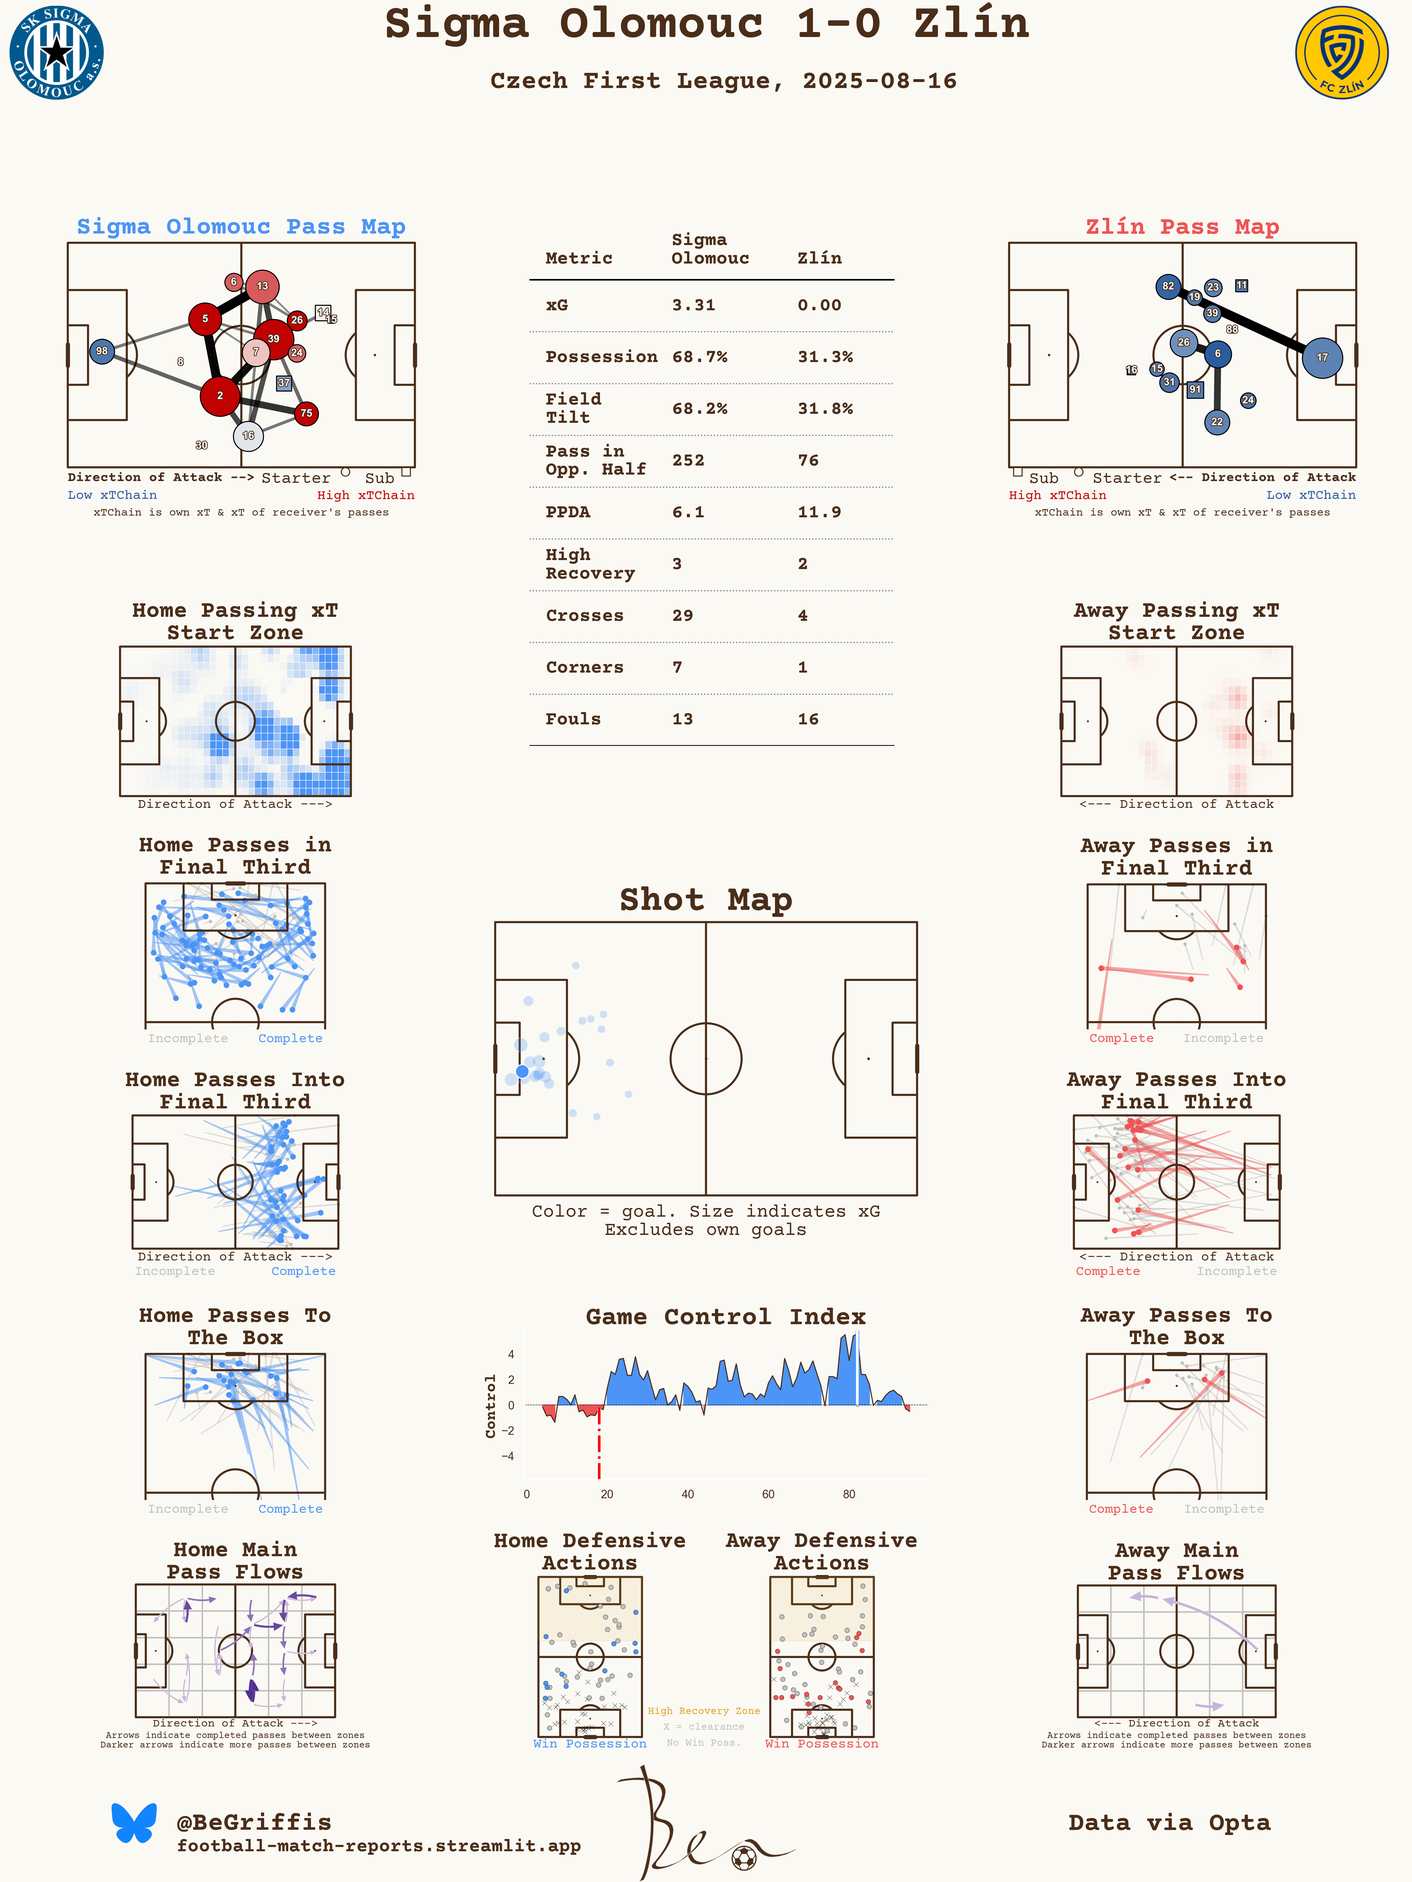 Sigma Olomouc 1-0 Zlín
Czech First League, 2025-08-16
SK SIGMA
OLOMOUC a.s.
FC ZLÍN
Sigma Olomouc Pass Map
6
13
14
15
5
26
39
98
7
24
8
37
2
75
16
30
Direction of Attack --> Starter Sub
Low xTChain High xTChain
xTChain is own xT & xT of receiver's passes
Metric Sigma Olomouc Zlín
xG 3.31 0.00
Possession 68.7% 31.3%
Field Tilt 68.2% 31.8%
Pass in Opp. Half 252 76
PPDA 6.1 11.9
High Recovery 3 2
Crosses 29 4
Corners 7 1
Fouls 13 16
Zlín Pass Map
82
19
23
11
39
88
26
6
17
16
15
31
91
24
22
Sub Starter <-- Direction of Attack
High xTChain Low xTChain
xTChain is own xT & xT of receiver's passes
Home Passing xT
Start Zone
Direction of Attack --->
Away Passing xT
Start Zone
<--- Direction of Attack
Home Passes in
Final Third
Incomplete Complete
Away Passes in
Final Third
Complete Incomplete
Shot Map
Color = goal. Size indicates xG
Excludes own goals
Home Passes Into
Final Third
Direction of Attack --->
Incomplete Complete
Away Passes Into
Final Third
<--- Direction of Attack
Complete Incomplete
Home Passes To
The Box
Incomplete Complete
Game Control Index
Control
4
2
0
−2
−4
0 20 40 60 80
Away Passes To
The Box
Complete Incomplete
Home Main
Pass Flows
Direction of Attack --->
Arrows indicate completed passes between zones
Darker arrows indicate more passes between zones
Home Defensive
Actions
Win Possession
High Recovery Zone
X = clearance
No Win Poss.
Away Defensive
Actions
Win Possession
Away Main
Pass Flows
<--- Direction of Attack
Arrows indicate completed passes between zones
Darker arrows indicate more passes between zones
@BeGriffis
football-match-reports.streamlit.app
Ben
Data via Opta